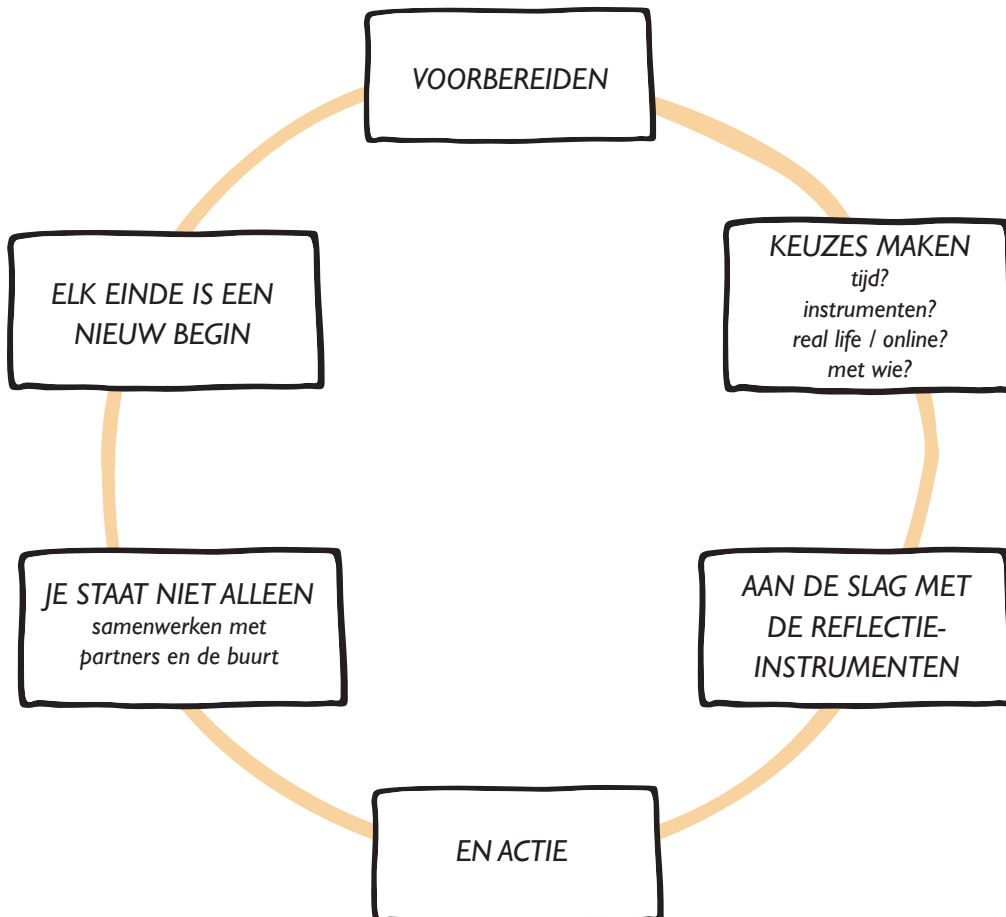 VOORBEREIDEN
KEUZES MAKEN
tijd?
instrumenten?
real life / online?
met wie?
AAN DE SLAG MET
DE REFLECTIE-
INSTRUMENTEN
EN ACTIE
JE STAAT NIET ALLEEN
samenwerken met
partners en de buurt
ELK EINDE IS EEN
NIEUW BEGIN